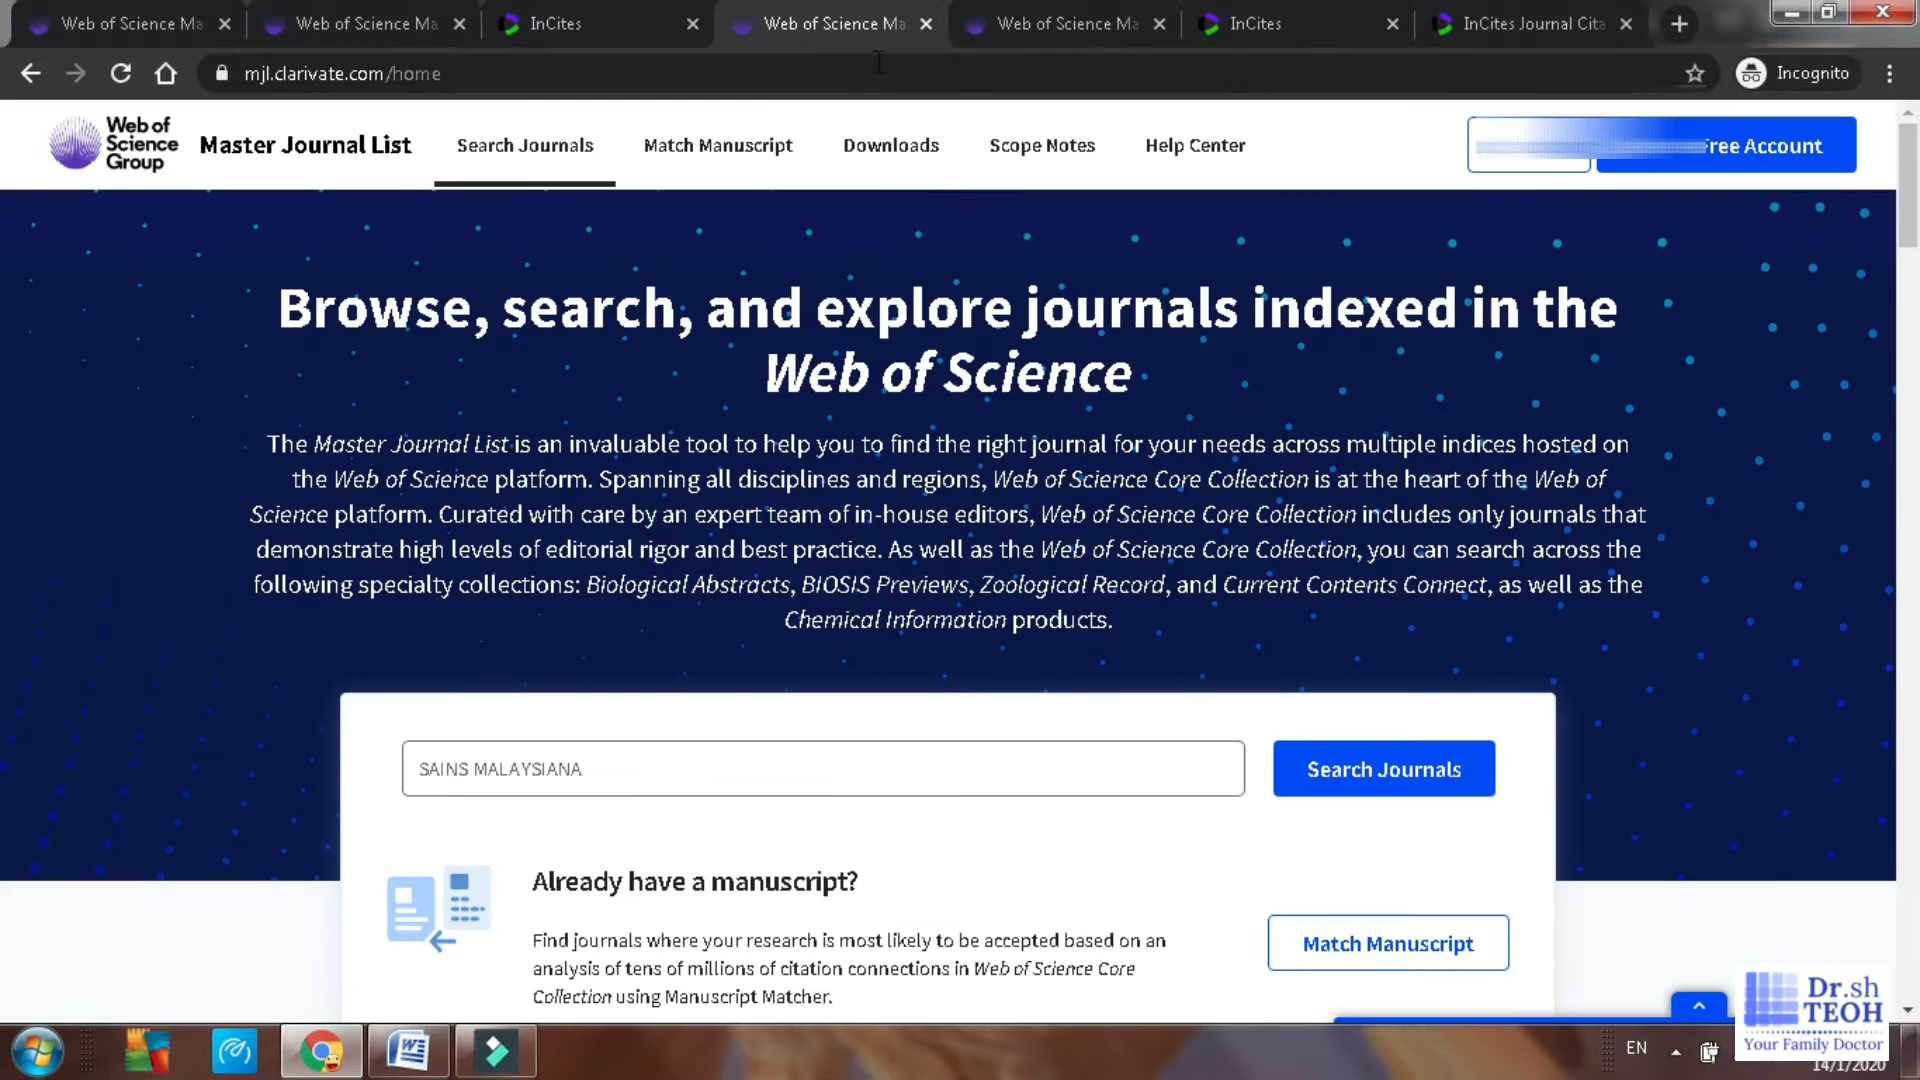 Web of Science Ma
Web of Science Ma
InCites
Web of Science Ma
Web of Science Ma
InCites
InCites Journal Cita
mjl.clarivate.com/home
Incognito
Web of
Science
Group
Master Journal List
Search Journals
Match Manuscript
Downloads
Scope Notes
Help Center
Free Account
Browse, search, and explore journals indexed in the
Web of Science
The Master Journal List is an invaluable tool to help you to find the right journal for your needs across multiple indices hosted on
the Web of Science platform. Spanning all disciplines and regions, Web of Science Core Collection is at the heart of the Web of
Science platform. Curated with care by an expert team of in-house editors, Web of Science Core Collection includes only journals that
demonstrate high levels of editorial rigor and best practice. As well as the Web of Science Core Collection, you can search across the
following specialty collections: Biological Abstracts, BIOSIS Previews, Zoological Record, and Current Contents Connect, as well as the
Chemical Information products.
SAINS MALAYSIANA
Search Journals
Already have a manuscript?
Find journals where your research is most likely to be accepted based on an
analysis of tens of millions of citation connections in Web of Science Core
Collection using Manuscript Matcher.
Match Manuscript
Dr.sh
TEOH
Your Family Doctor
EN
14/1/2020